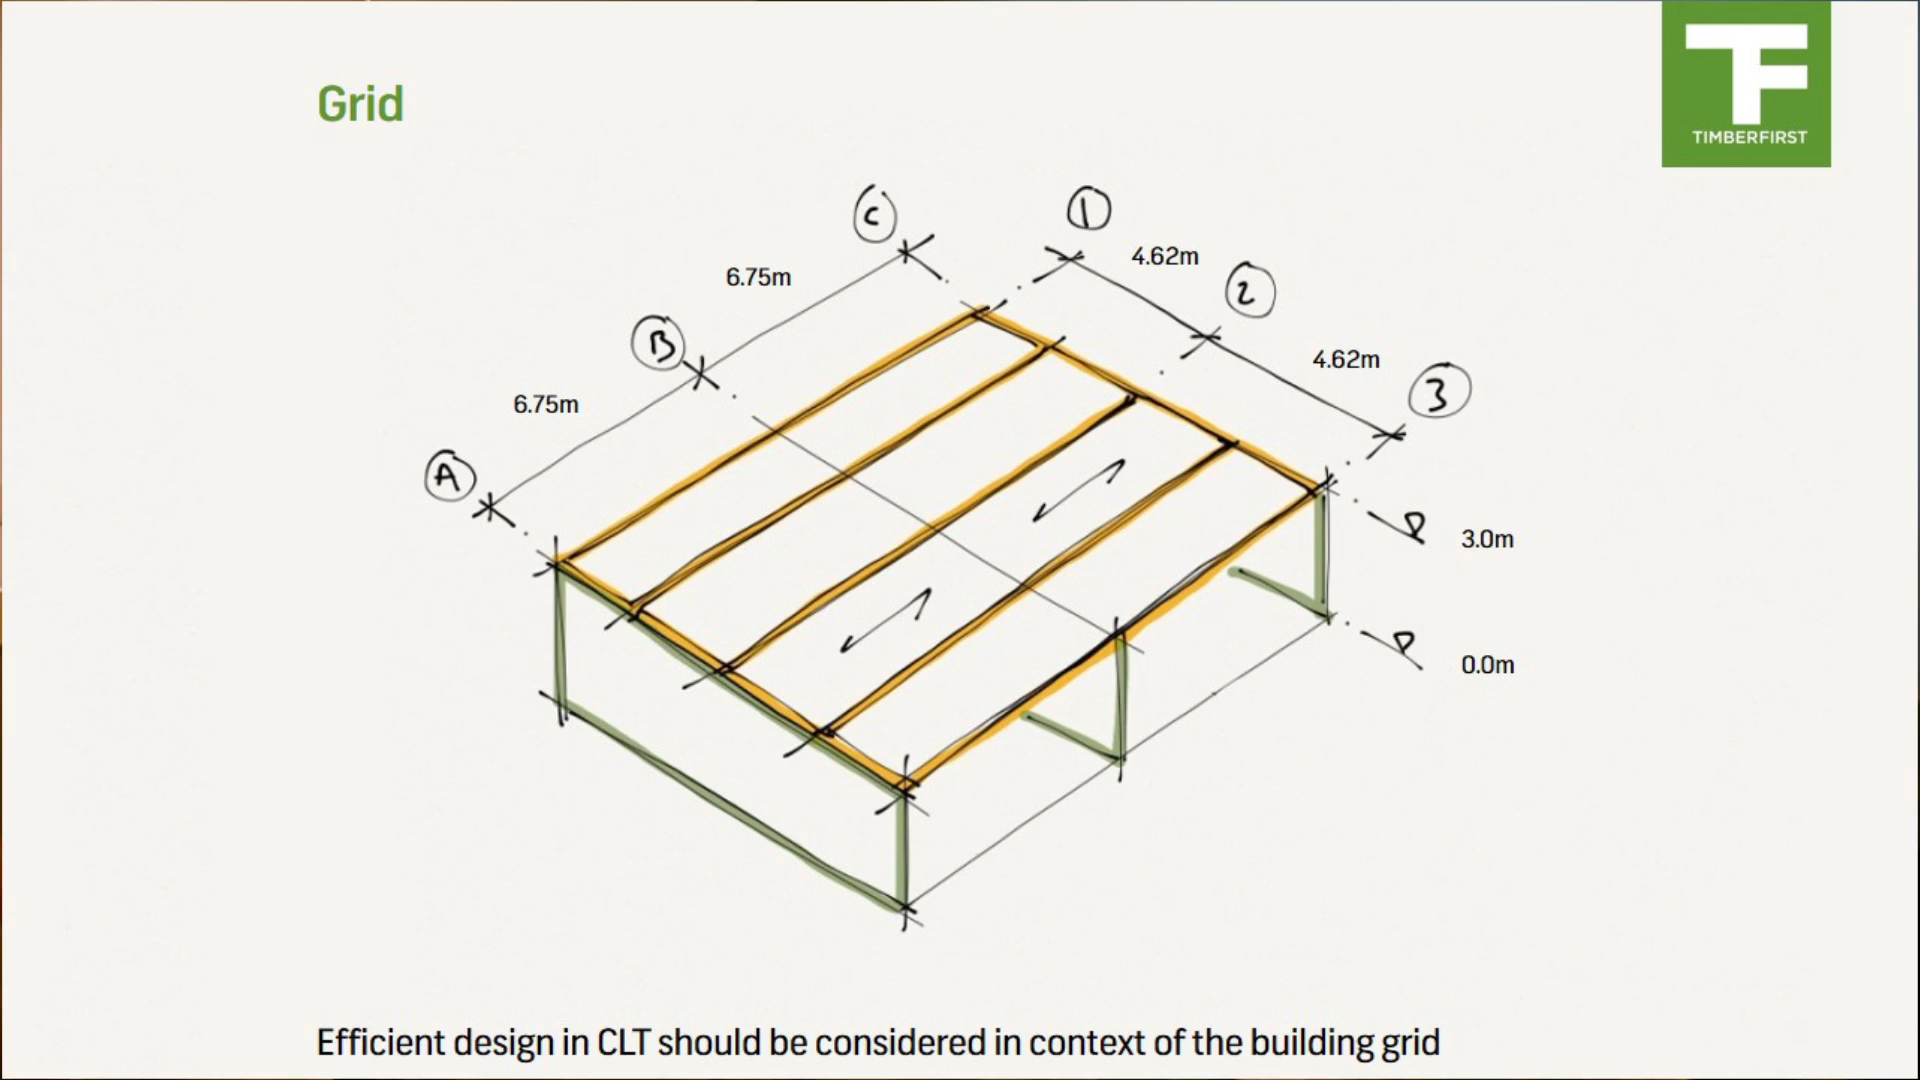 Grid
TF
TIMBERFIRST
C
1
4.62m
6.75m
2
B
4.62m
3
6.75m
A
3.0m
0.0m
Efficient design in CLT should be considered in context of the building grid